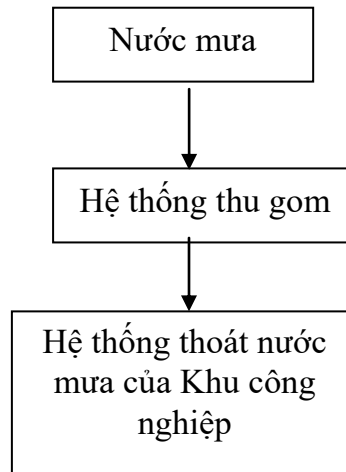 Nước mưa
Hệ thống thu gom
Hệ thống thoát nước
mưa của Khu công
nghiệp